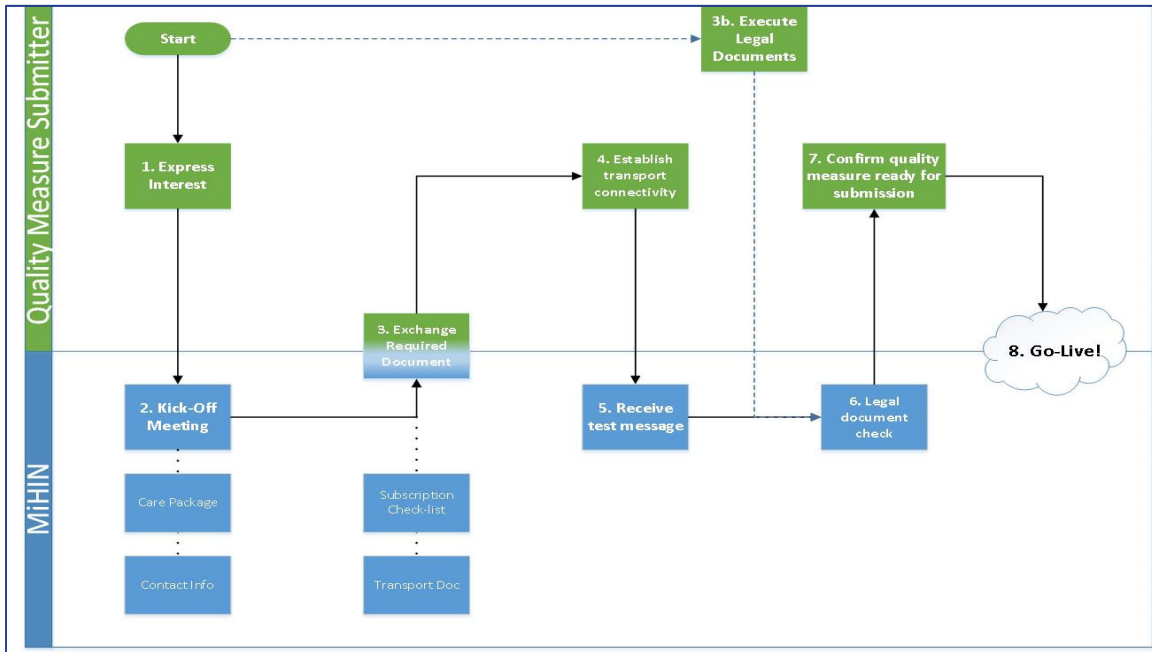 Quality Measure Submitter
Start
3b. Execute
Legal
Documents
1. Express
Interest
4. Establish
transport
connectivity
7. Confirm quality
measure ready for
submission
3. Exchange
Required
Document
8. Go-Live!
MiHIN
2. Kick-Off
Meeting
5. Receive
test message
6. Legal
document
check
Care Package
Subscription
Check-list
Contact Info
Transport Doc